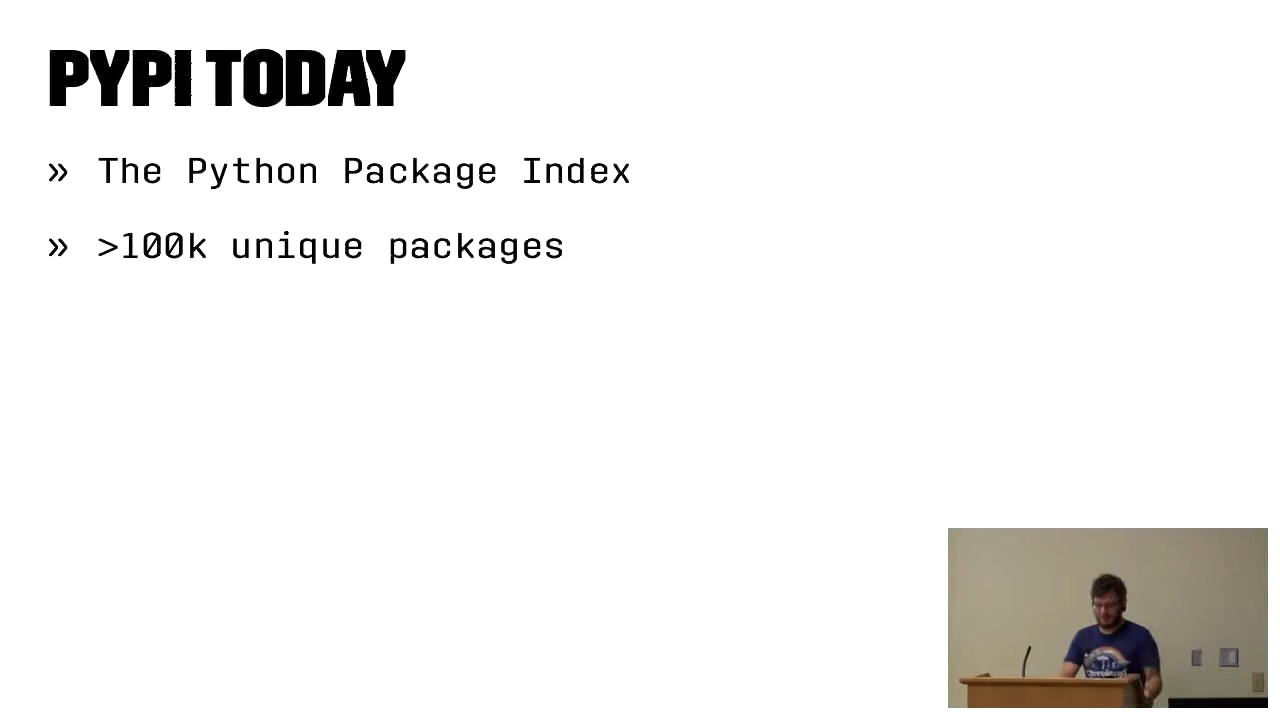 PYPI TODAY
» The Python Package Index
» >100k unique packages